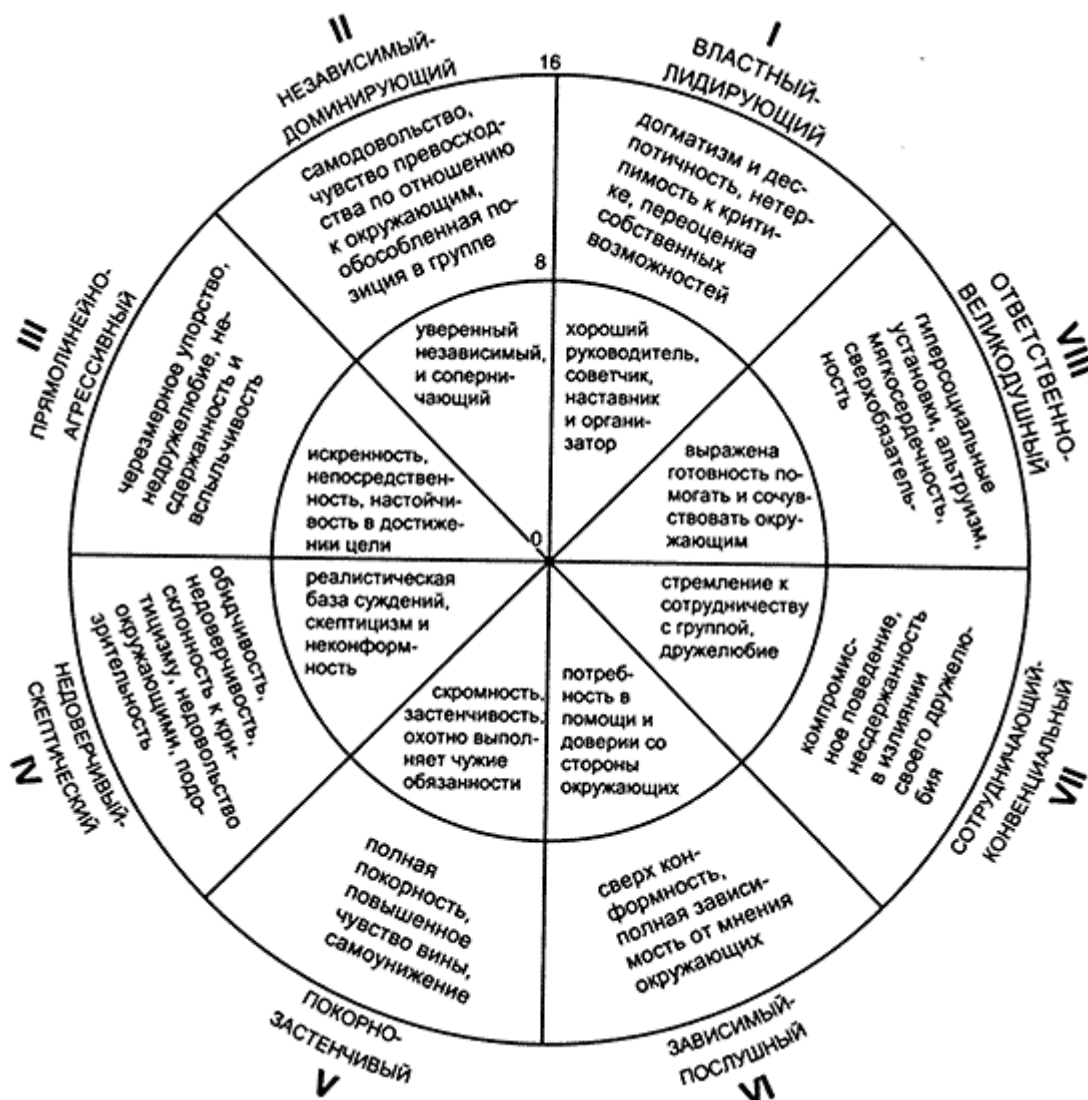 I
ВЛАСТНЫЙ-
ЛИДИРУЮЩИЙ
догматизм и дес-
потичность, нетер-
пимость к крити-
ке, переоценка
собственных
возможностей
хороший
руководитель,
советчик,
наставник
и органи-
затор
II
НЕЗАВИСИМЫЙ-
ДОМИНИРУЮЩИЙ
самодовольство,
чувство превосход-
ства по отношению
к окружающим,
обособленная по-
зиция в группе
уверенный
независимый,
и соперни-
чающий
III
ПРЯМОЛИНЕЙНО-
АГРЕССИВНЫЙ
черезмерное упорство,
недружелюбие, не-
сдержанность и
вспыльчивость
искренность,
непосредствен-
ность, настойчи-
вость в достиже-
нии цели
IV
НЕДОВЕРЧИВЫЙ-
СКЕПТИЧЕСКИЙ
обидчивость,
недоверчивость,
склонность к кри-
тицизму, недовольство
окружающими, подо-
зрительность
реалистическая
база суждений,
скептицизм и
неконформ-
ность
V
ПОКОРНО-
ЗАСТЕНЧИВЫЙ
полная
покорность,
повышенное
чувство вины,
самоунижение
скромность,
застенчивость,
охотно выпол-
няет чужие
обязанности
VI
ЗАВИСИМЫЙ-
ПОСЛУШНЫЙ
сверх кон-
формность,
полная зависи-
мость от мнения
окружающих
потреб-
ность в
помощи и
доверии со
стороны
окружающих
VII
СОТРУДНИЧАЮЩИЙ-
КОНВЕНЦИАЛЬНЫЙ
компромис-
ное поведение,
несдержанность
в излиянии
своего дружелю-
бия
стремление к
сотрудничеству
с группой,
дружелюбие
VIII
ОТВЕТСТВЕННО-
ВЕЛИКОДУШНЫЙ
гиперсоциальные
установки, альтруизм,
мягкосердечность,
сверхобязатель-
ность
выражена
готовность по-
могать и сочув-
ствовать окру-
жающим
16
8
0